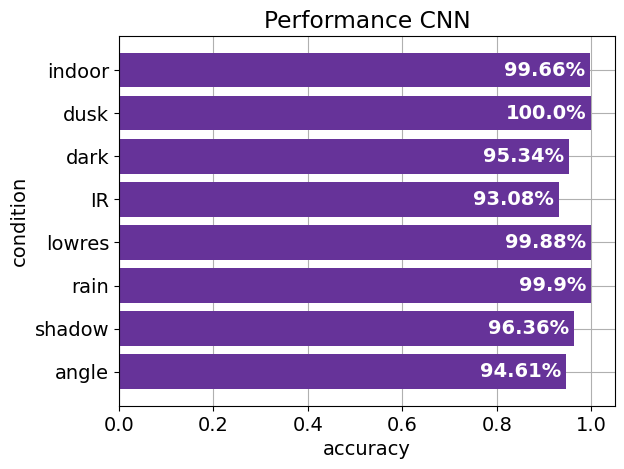 Performance CNN
condition
indoor 99.66%
dusk 100.0%
dark 95.34%
IR 93.08%
lowres 99.88%
rain 99.9%
shadow 96.36%
angle 94.61%
0.0 0.2 0.4 0.6 0.8 1.0
accuracy